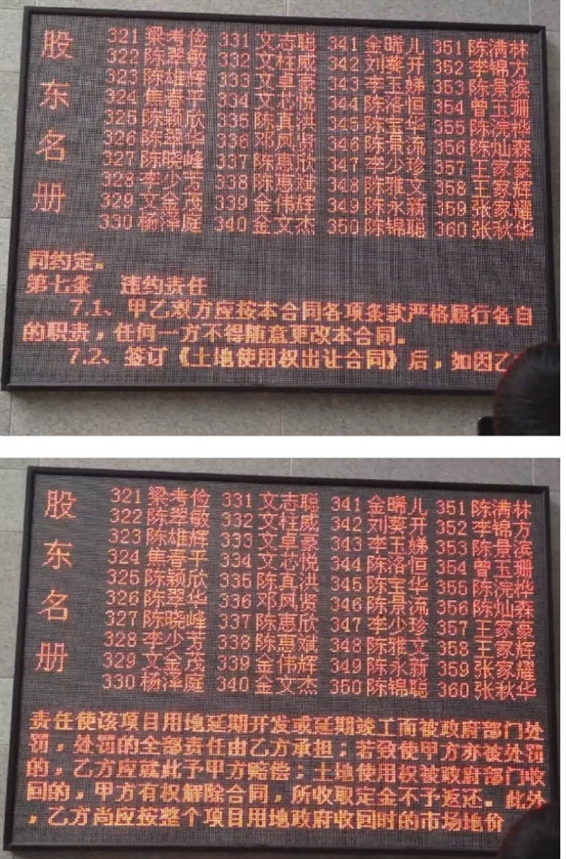 股东名册
321 梁考俭 331 文志聪 341 金晞儿 351 陈满林
322 陈翠敏 332 文柱威 342 刘葵开 352 李锦方
323 陈雄辉 333 文卓豪 343 李玉娣 353 陈景滨
324 焦春平 334 文芯悦 344 陈洛恒 354 曾玉珊
325 陈颖欣 335 陈真洪 345 陈宝华 355 陈浣桦
326 陈翠华 336 邓凤贤 346 陈景流 356 陈灿森
327 陈晓峰 337 陈惠欣 347 李少珍 357 王家豪
328 李少芳 338 陈惠斌 348 陈雅文 358 王家辉
329 文金茂 339 金伟辉 349 陈永新 359 张家耀
330 杨泽庭 340 金文杰 350 陈锦聪 360 张秋华
同约定。
第七条 违约责任
7.1、甲乙双方应按本合同各项条款严格履行各自
的职责，任何一方不得随意更改本合同。
7.2、签订《土地使用权出让合同》后，如因乙
股东名册
321 梁考俭 331 文志聪 341 金晞儿 351 陈满林
322 陈翠敏 332 文柱威 342 刘葵开 352 李锦方
323 陈雄辉 333 文卓豪 343 李玉娣 353 陈景滨
324 焦春平 334 文芯悦 344 陈洛恒 354 曾玉珊
325 陈颖欣 335 陈真洪 345 陈宝华 355 陈浣桦
326 陈翠华 336 邓凤贤 346 陈景流 356 陈灿森
327 陈晓峰 337 陈惠欣 347 李少珍 357 王家豪
328 李少芳 338 陈惠斌 348 陈雅文 358 王家辉
329 文金茂 339 金伟辉 349 陈永新 359 张家耀
330 杨泽庭 340 金文杰 350 陈锦聪 360 张秋华
责任使该项目用地延期开发或延期竣工而被政府部门处
罚，处罚的全部责任由乙方承担；若致使甲方亦被处罚
的，乙方应就此予甲方赔偿；土地使用权被政府部门收
回的，甲方有权解除合同，所收取定金不予返还。此外
，乙方尚应按整个项目用地政府收回时的市场地价